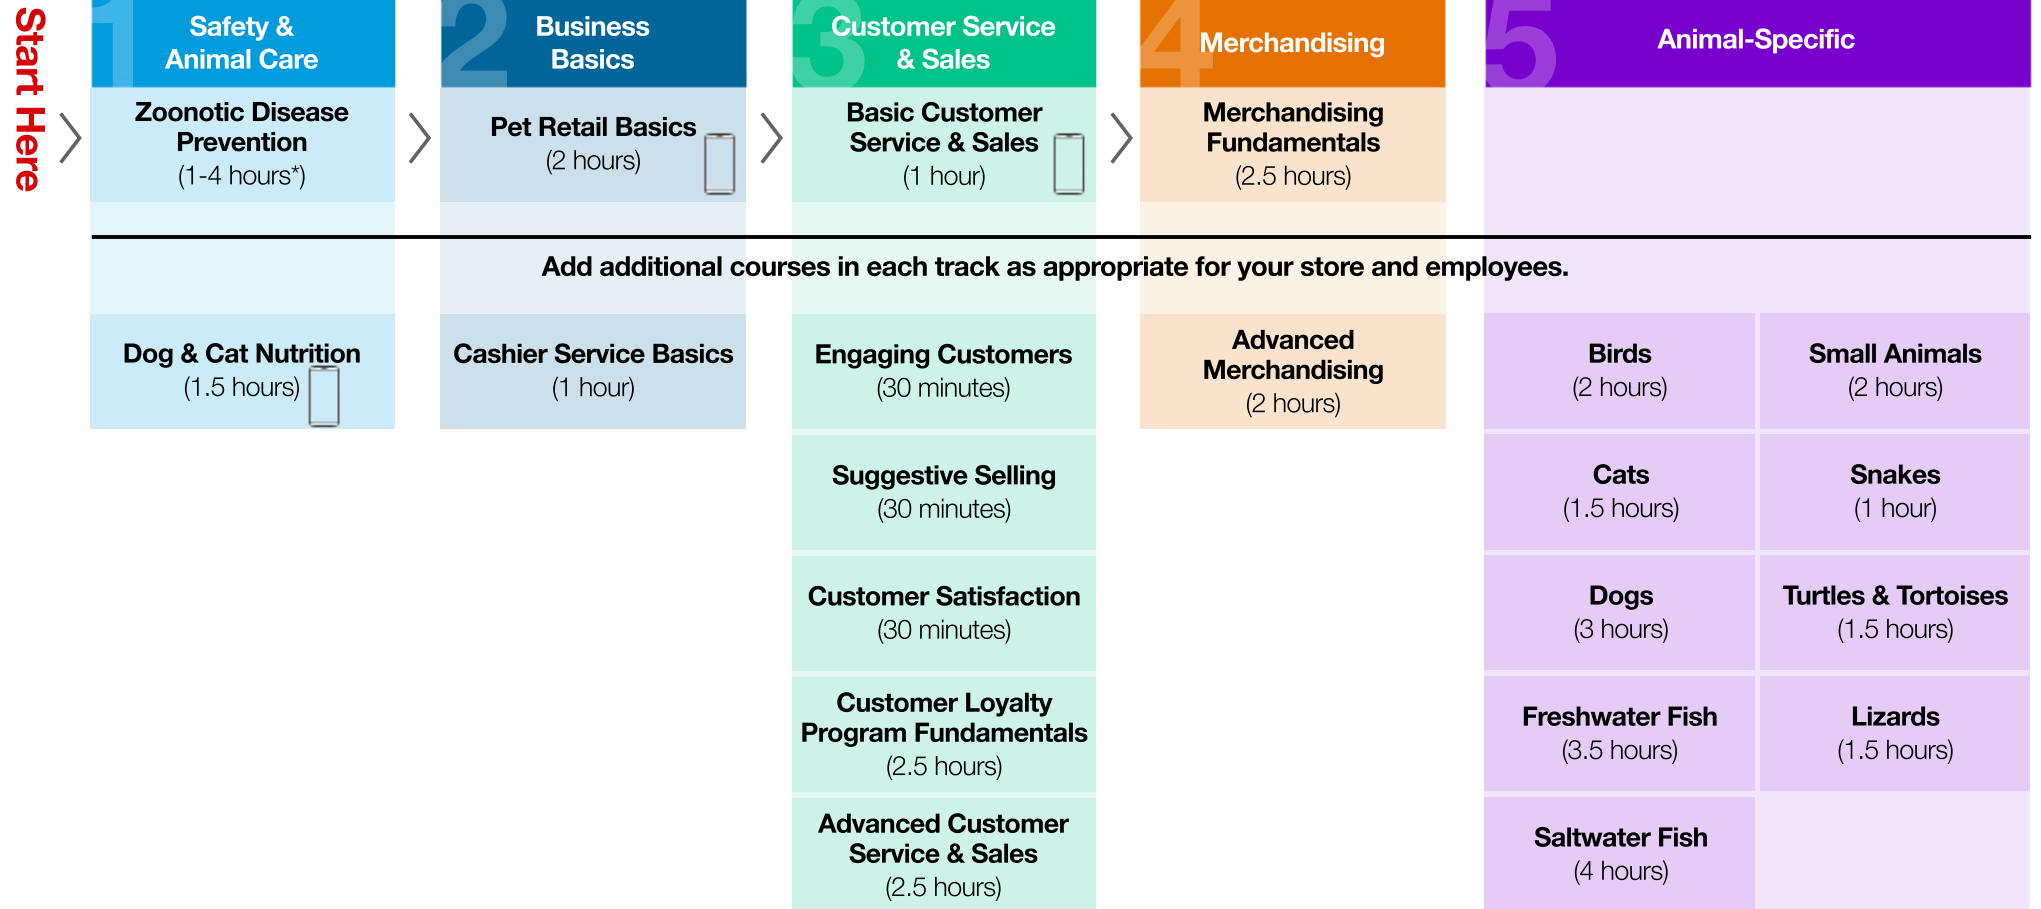 Start Here
1
Safety &
Animal Care
2
Business
Basics
3
Customer Service
& Sales
4
Merchandising
5
Animal-Specific
Zoonotic Disease
Prevention
(1-4 hours*)
Pet Retail Basics
(2 hours)
Basic Customer
Service & Sales
(1 hour)
Merchandising
Fundamentals
(2.5 hours)
Add additional courses in each track as appropriate for your store and employees.
Dog & Cat Nutrition
(1.5 hours)
Cashier Service Basics
(1 hour)
Engaging Customers
(30 minutes)
Suggestive Selling
(30 minutes)
Customer Satisfaction
(30 minutes)
Customer Loyalty
Program Fundamentals
(2.5 hours)
Advanced Customer
Service & Sales
(2.5 hours)
Advanced
Merchandising
(2 hours)
Birds
(2 hours)
Small Animals
(2 hours)
Cats
(1.5 hours)
Snakes
(1 hour)
Dogs
(3 hours)
Turtles & Tortoises
(1.5 hours)
Freshwater Fish
(3.5 hours)
Lizards
(1.5 hours)
Saltwater Fish
(4 hours)